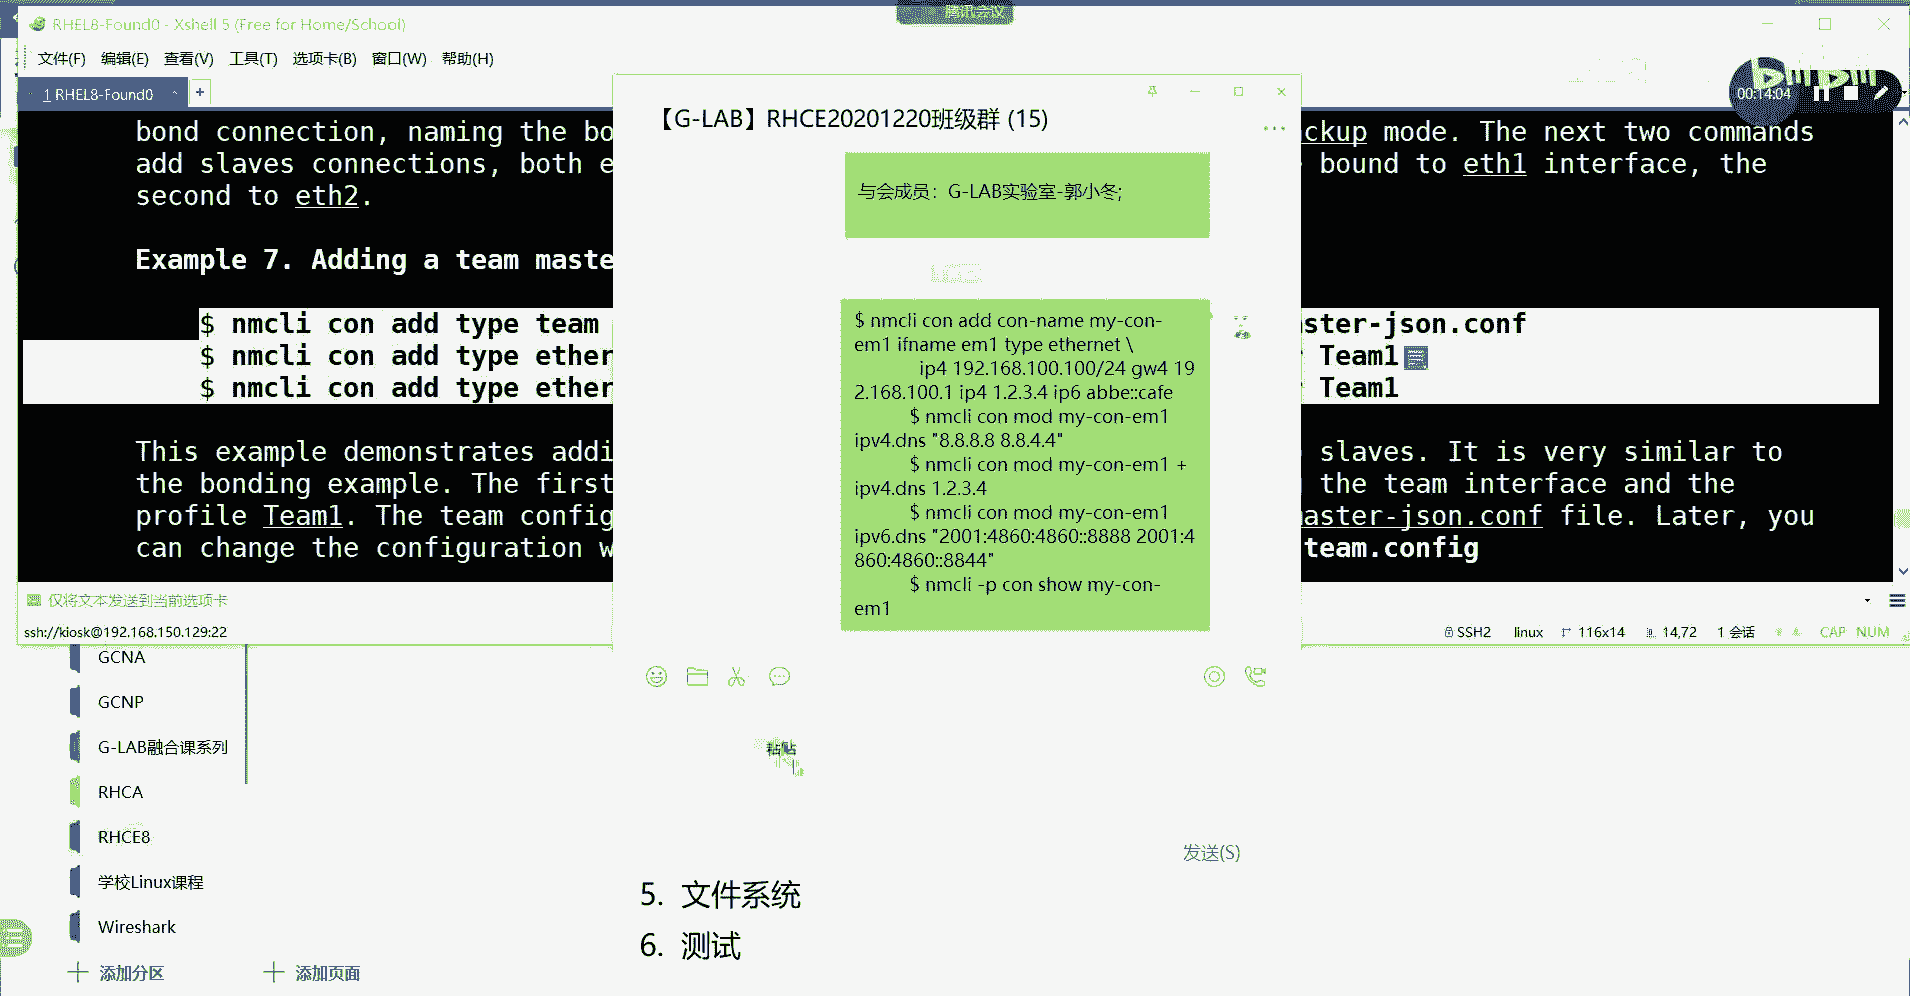 RHEL8-Found0 - Xshell 5 (Free for Home/School)
腾讯会议
文件(F) 编辑(E) 查看(V) 工具(T) 选项卡(B) 窗口(W) 帮助(H)
1 RHEL8-Found0
bilibili
00:14:04
bond connection, naming the bo
ckup mode. The next two commands
add slaves connections, both e
bound to eth1 interface, the
second to eth2.
Example 7. Adding a team maste
$ nmcli con add type team
ster-json.conf
$ nmcli con add type ether
Team1
$ nmcli con add type ether
Team1
This example demonstrates addi
slaves. It is very similar to
the bonding example. The first
the team interface and the
profile Team1. The team config
aster-json.conf file. Later, you
can change the configuration w
team.config
【G-LAB】RHCE20201220班级群 (15)
与会成员：G-LAB实验室-郭小冬;
$ nmcli con add con-name my-con-
em1 ifname em1 type ethernet \
ip4 192.168.100.100/24 gw4 19
2.168.100.1 ip4 1.2.3.4 ip6 abbe::cafe
$ nmcli con mod my-con-em1
ipv4.dns "8.8.8.8 8.8.4.4"
$ nmcli con mod my-con-em1 +
ipv4.dns 1.2.3.4
$ nmcli con mod my-con-em1
ipv6.dns "2001:4860:4860::8888 2001:4
860:4860::8844"
$ nmcli -p con show my-con-
em1
粘贴
发送(S)
仅将文本发送到当前选项卡
ssh://kiosk@192.168.150.129:22
SSH2 linux 116x14 14,72 1 会话 CAP NUM
GCNA
GCNP
G-LAB融合课系列
RHCA
RHCE8
学校Linux课程
Wireshark
添加分区 添加页面
5. 文件系统
6. 测试